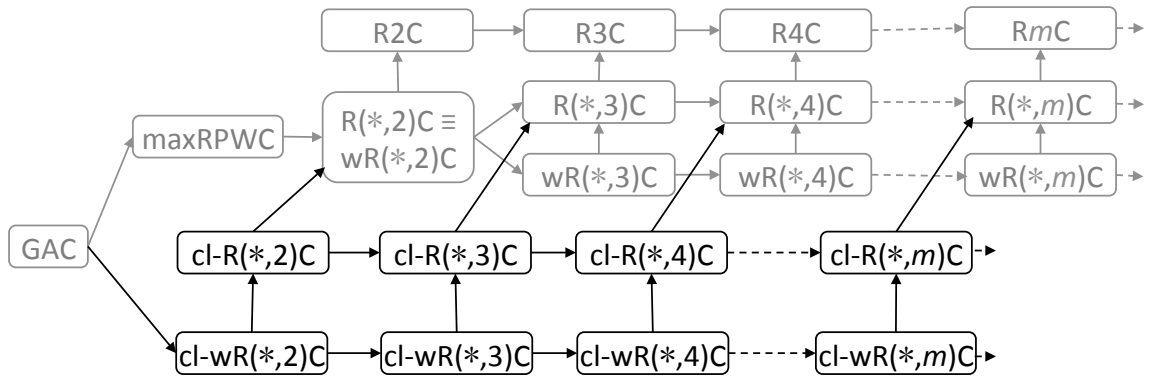 R2C
R3C
R4C
RmC
maxRPWC
R(*,2)C ≡
wR(*,2)C
R(*,3)C
R(*,4)C
R(*,m)C
wR(*,3)C
wR(*,4)C
wR(*,m)C
GAC
cl-R(*,2)C
cl-R(*,3)C
cl-R(*,4)C
cl-R(*,m)C
cl-wR(*,2)C
cl-wR(*,3)C
cl-wR(*,4)C
cl-wR(*,m)C